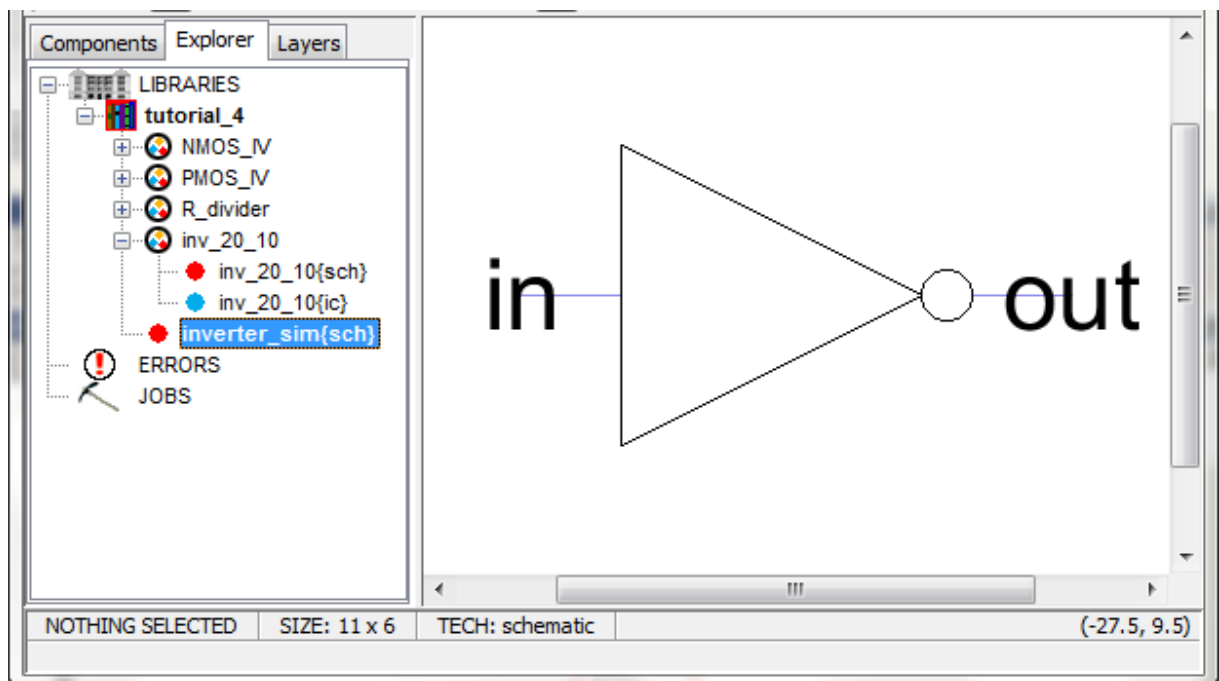 Components Explorer Layers
LIBRARIES
tutorial_4
NMOS_IV
PMOS_IV
R_divider
inv_20_10
inv_20_10{sch}
inv_20_10{ic}
inverter_sim{sch}
ERRORS
JOBS
in out
NOTHING SELECTED SIZE: 11 x 6 TECH: schematic (-27.5, 9.5)